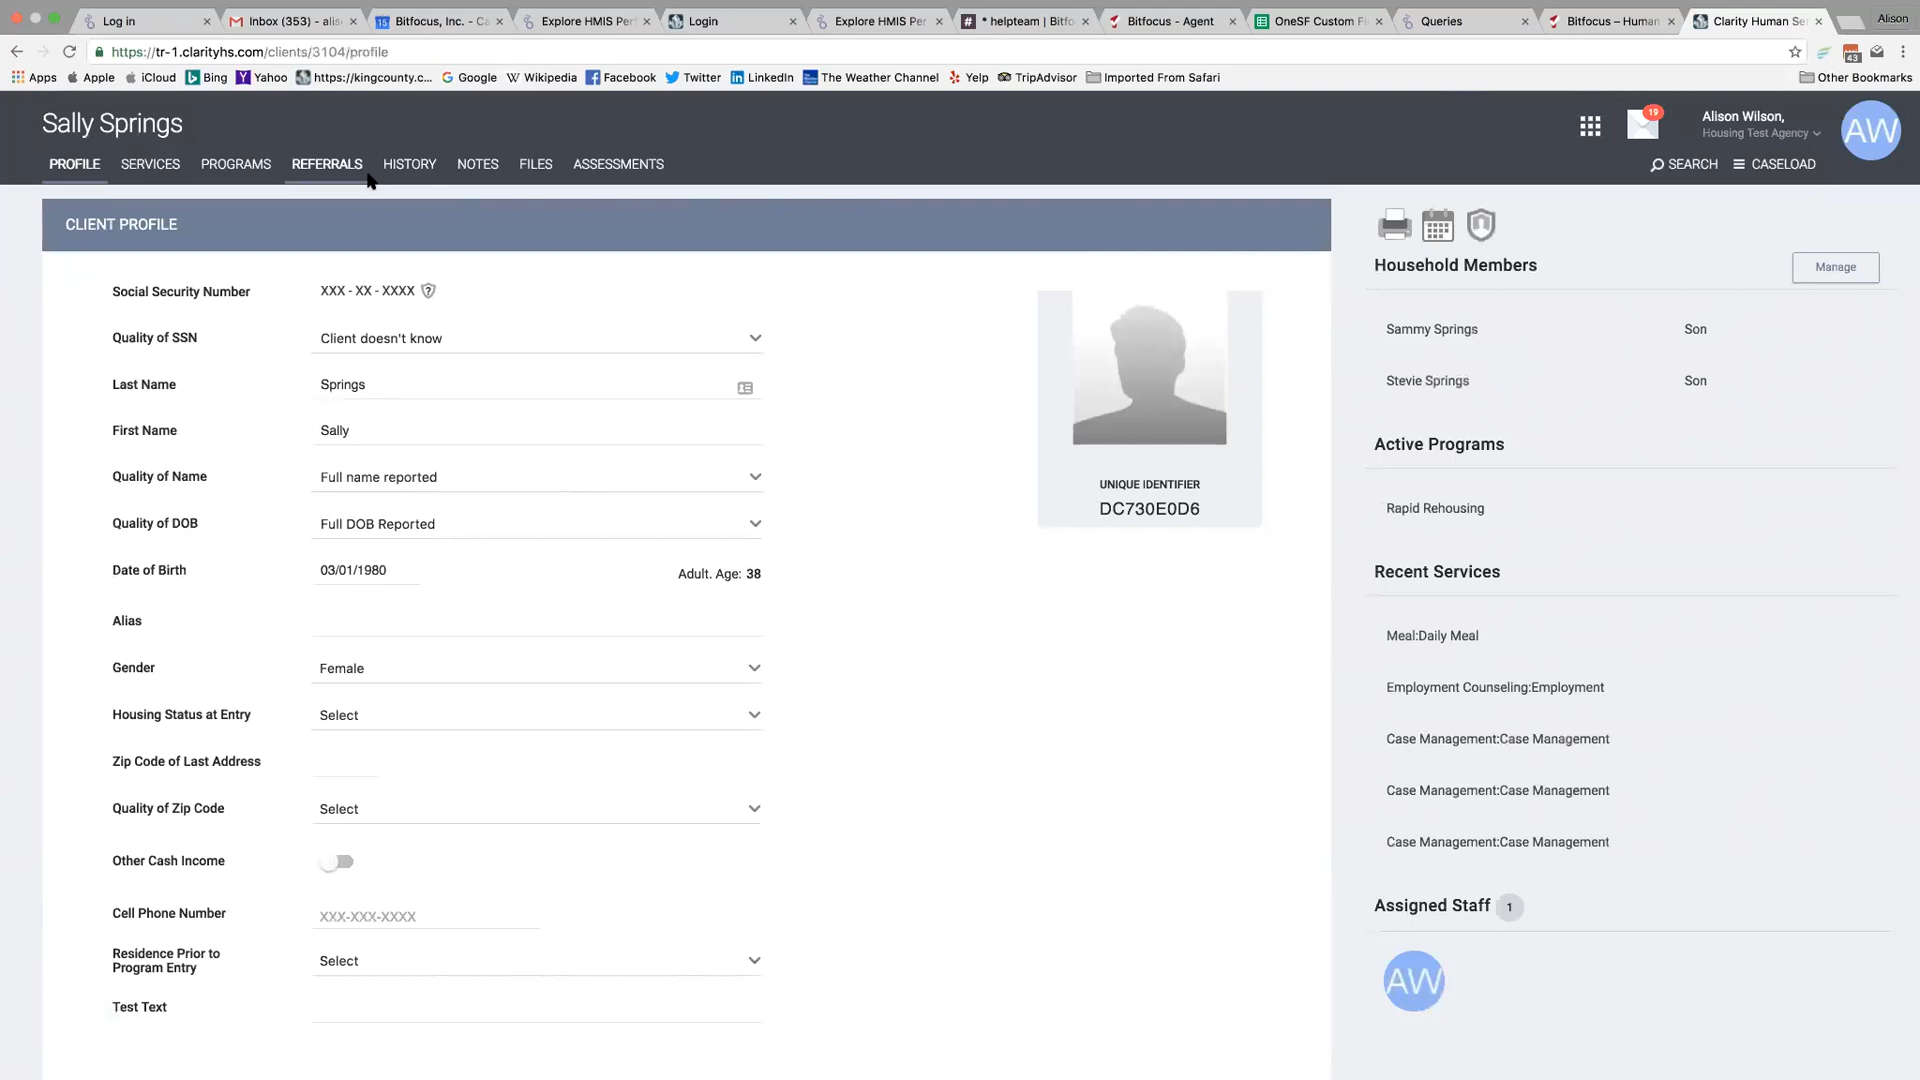 Log in
Inbox (353) - alis
Bitfocus, Inc. - Ca
Explore HMIS Per
Login
Explore HMIS Per
* helpteam | Bitfo
Bitfocus - Agent
OneSF Custom Fi
Queries
Bitfocus – Human
Clarity Human Se
Alison
https://tr-1.clarityhs.com/clients/3104/profile
43
Apps Apple iCloud Bing Yahoo https://kingcounty.c... Google Wikipedia Facebook Twitter LinkedIn The Weather Channel Yelp TripAdvisor Imported From Safari Other Bookmarks
Sally Springs
19
Alison Wilson,
Housing Test Agency
AW
PROFILE SERVICES PROGRAMS REFERRALS HISTORY NOTES FILES ASSESSMENTS
SEARCH CASELOAD
CLIENT PROFILE
Social Security Number XXX - XX - XXXX ?
Quality of SSN Client doesn't know
Last Name Springs
First Name Sally
Quality of Name Full name reported
Quality of DOB Full DOB Reported
Date of Birth 03/01/1980 Adult. Age: 38
Alias
Gender Female
Housing Status at Entry Select
Zip Code of Last Address
Quality of Zip Code Select
Other Cash Income
Cell Phone Number XXX-XXX-XXXX
Residence Prior to
Program Entry Select
Test Text
UNIQUE IDENTIFIER
DC730E0D6
Household Members Manage
Sammy Springs Son
Stevie Springs Son
Active Programs
Rapid Rehousing
Recent Services
Meal:Daily Meal
Employment Counseling:Employment
Case Management:Case Management
Case Management:Case Management
Case Management:Case Management
Assigned Staff 1
AW